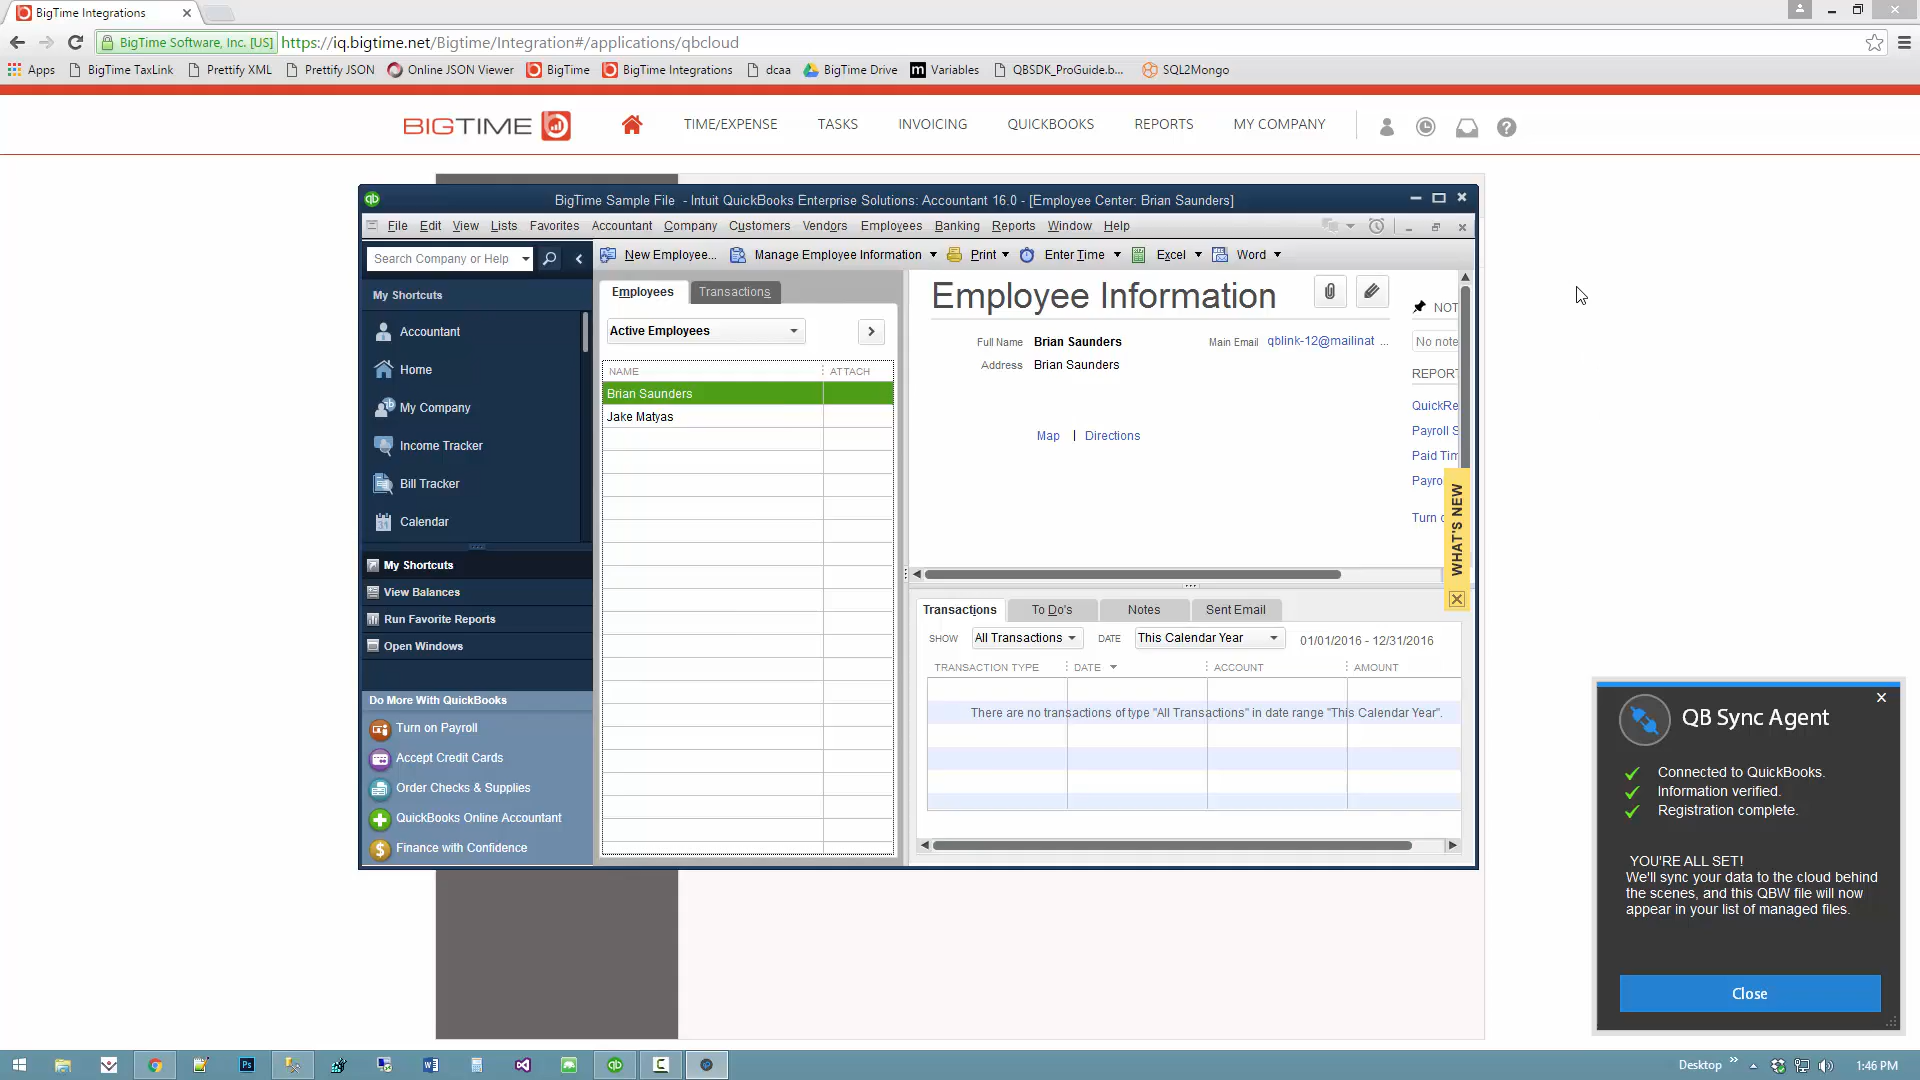 BigTime Integrations
BigTime Software, Inc. [US] https://iq.bigtime.net/Bigtime/Integration#/applications/qbcloud
Apps BigTime TaxLink Prettify XML Prettify JSON Online JSON Viewer BigTime BigTime Integrations dcaa BigTime Drive Variables QBSDK_ProGuide.b... SQL2Mongo
BIGTIME TIME/EXPENSE TASKS INVOICING QUICKBOOKS REPORTS MY COMPANY
BigTime Sample File - Intuit QuickBooks Enterprise Solutions: Accountant 16.0 - [Employee Center: Brian Saunders]
File Edit View Lists Favorites Accountant Company Customers Vendors Employees Banking Reports Window Help
Search Company or Help
New Employee... Manage Employee Information Print Enter Time Excel Word
My Shortcuts
Accountant
Home
My Company
Income Tracker
Bill Tracker
Calendar
My Shortcuts
View Balances
Run Favorite Reports
Open Windows
Do More With QuickBooks
Turn on Payroll
Accept Credit Cards
Order Checks & Supplies
QuickBooks Online Accountant
Finance with Confidence
Employees Transactions
Active Employees
NAME ATTACH
Brian Saunders
Jake Matyas
Employee Information
Full Name Brian Saunders Main Email qblink-12@mailinat ...
Address Brian Saunders
Map | Directions
NOT
No note
REPOR
QuickRe
Payroll S
Paid Tim
Payro
Turn o
WHAT'S NEW
Transactions To Do's Notes Sent Email
SHOW All Transactions DATE This Calendar Year 01/01/2016 - 12/31/2016
TRANSACTION TYPE DATE ACCOUNT AMOUNT
There are no transactions of type "All Transactions" in date range "This Calendar Year".
QB Sync Agent
Connected to QuickBooks.
Information verified.
Registration complete.
YOU'RE ALL SET!
We'll sync your data to the cloud behind
the scenes, and this QBW file will now
appear in your list of managed files.
Close
Desktop 1:46 PM